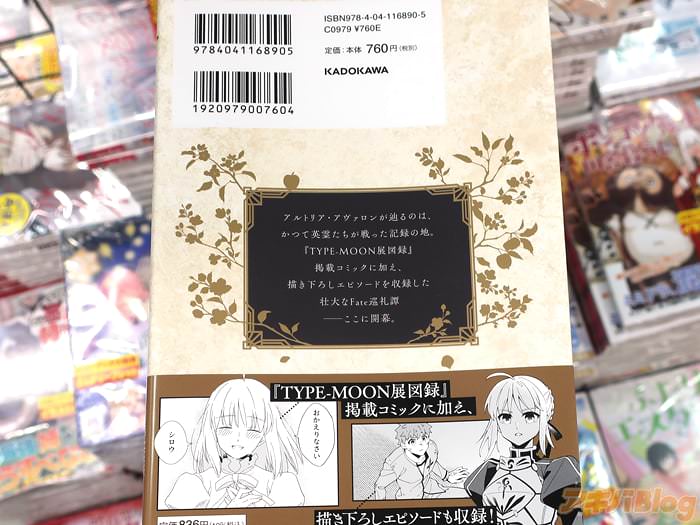 ISBN978-4-04-116890-5
C0979 ¥760E
定価：本体760円(税別)
KADOKAWA
9784041168905
1920979007604
アルトリア・アヴァロンが辿るのは、
かつて英霊たちが戦った記録の地。
『TYPE-MOON展図録』
掲載コミックに加え、
描き下ろしエピソードを収録した
壮大なFate巡礼譚
――ここに開幕。
『TYPE-MOON展図録』
掲載コミックに加え、
おかえりなさい
シロウ
描き下ろしエピソードも収録！
アキバBlog